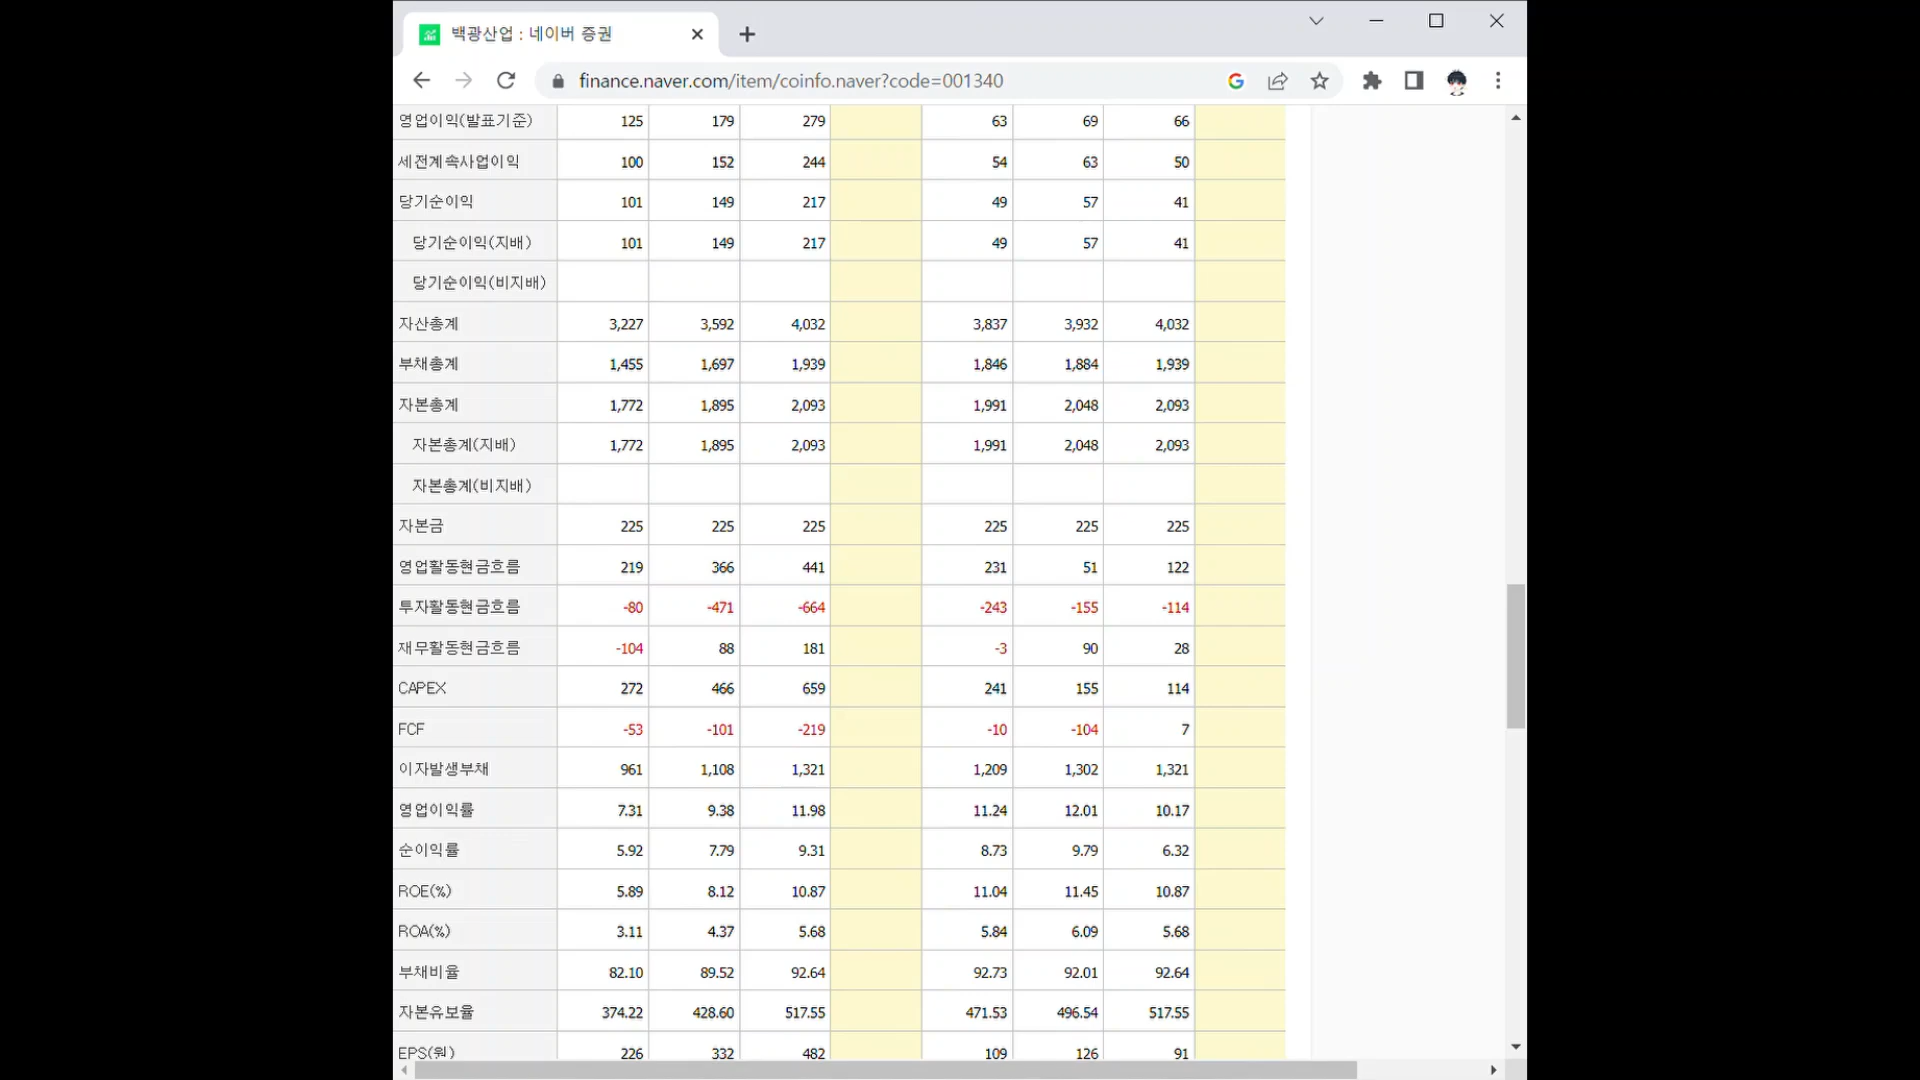 백광산업 : 네이버 증권
finance.naver.com/item/coinfo.naver?code=001340
영업이익(발표기준) 125 179 279 63 69 66
세전계속사업이익 100 152 244 54 63 50
당기순이익 101 149 217 49 57 41
당기순이익(지배) 101 149 217 49 57 41
당기순이익(비지배)
자산총계 3,227 3,592 4,032 3,837 3,932 4,032
부채총계 1,455 1,697 1,939 1,846 1,884 1,939
자본총계 1,772 1,895 2,093 1,991 2,048 2,093
자본총계(지배) 1,772 1,895 2,093 1,991 2,048 2,093
자본총계(비지배)
자본금 225 225 225 225 225 225
영업활동현금흐름 219 366 441 231 51 122
투자활동현금흐름 -80 -471 -664 -243 -155 -114
재무활동현금흐름 -104 88 181 -3 90 28
CAPEX 272 466 659 241 155 114
FCF -53 -101 -219 -10 -104 7
이자발생부채 961 1,108 1,321 1,209 1,302 1,321
영업이익률 7.31 9.38 11.98 11.24 12.01 10.17
순이익률 5.92 7.79 9.31 8.73 9.79 6.32
ROE(%) 5.89 8.12 10.87 11.04 11.45 10.87
ROA(%) 3.11 4.37 5.68 5.84 6.09 5.68
부채비율 82.10 89.52 92.64 92.73 92.01 92.64
자본유보율 374.22 428.60 517.55 471.53 496.54 517.55
EPS(원) 226 332 482 109 126 91